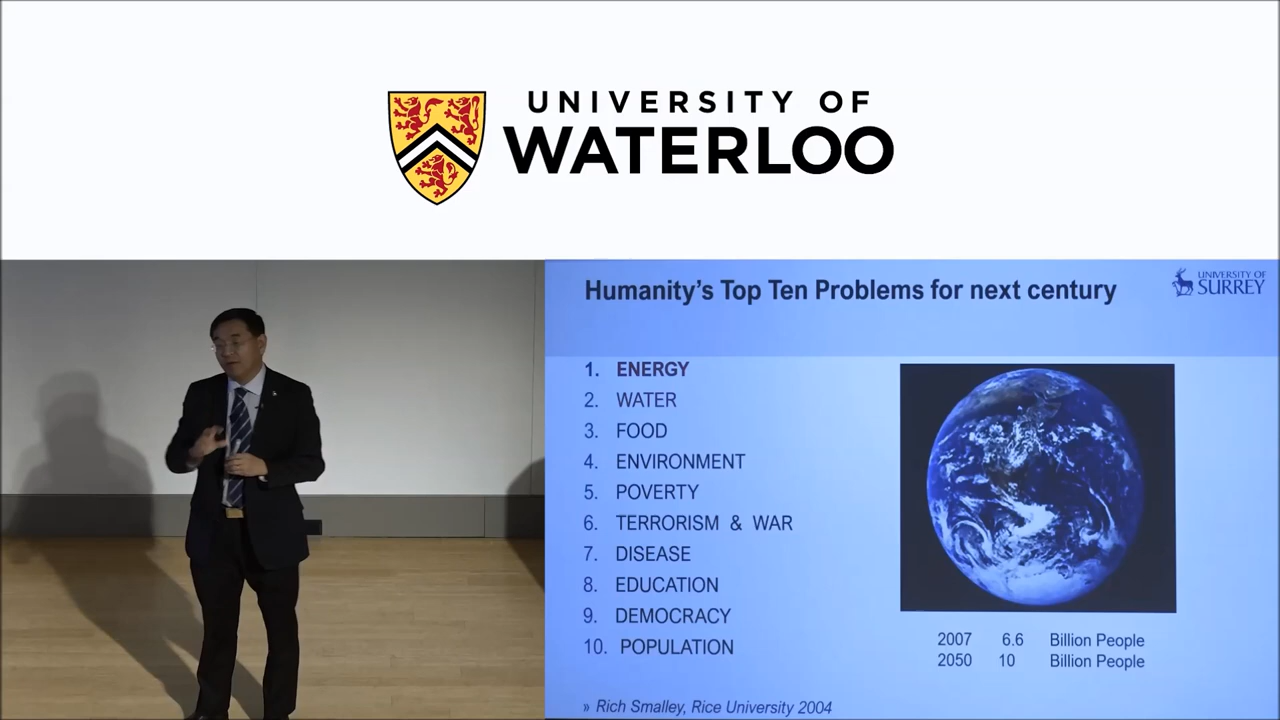 UNIVERSITY OF
WATERLOO
Humanity's Top Ten Problems for next century
UNIVERSITY OF
SURREY
1. ENERGY
2. WATER
3. FOOD
4. ENVIRONMENT
5. POVERTY
6. TERRORISM & WAR
7. DISEASE
8. EDUCATION
9. DEMOCRACY
10. POPULATION
2007 6.6 Billion People
2050 10 Billion People
» Rich Smalley, Rice University 2004